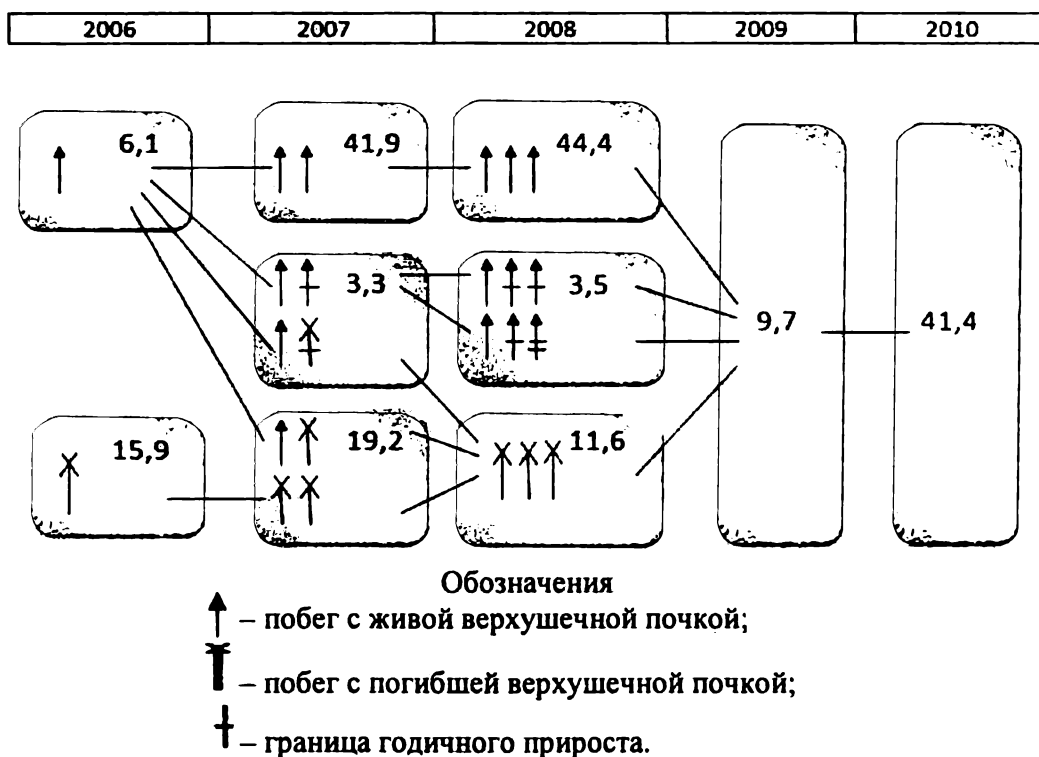 2006 2007 2008 2009 2010
6,1 41,9 44,4
3,3 3,5
9,7 41,4
15,9 19,2 11,6
Обозначения
– побег с живой верхушечной почкой;
– побег с погибшей верхушечной почкой;
– граница годичного прироста.